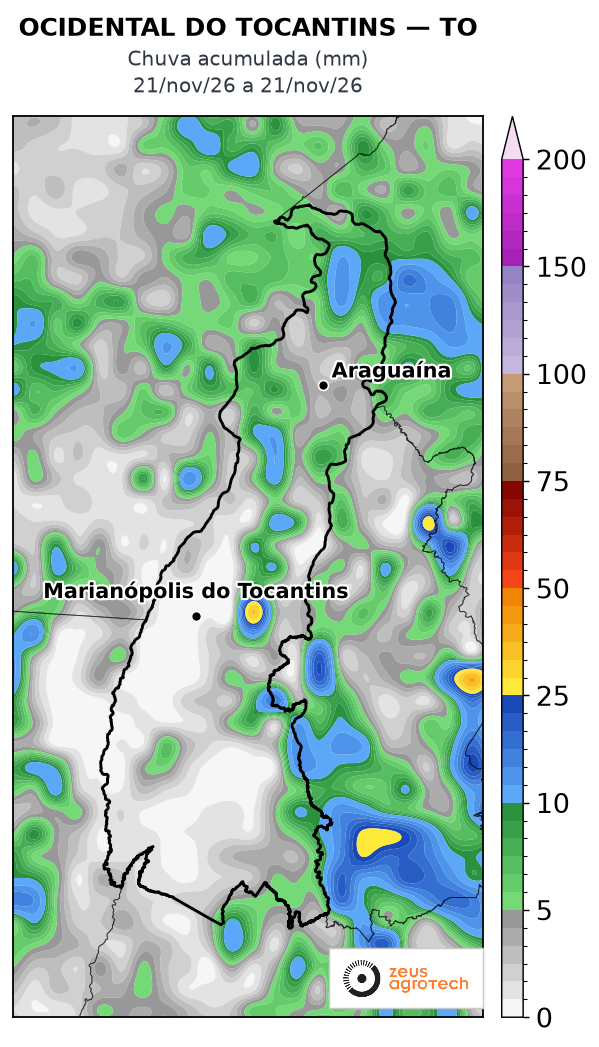 OCIDENTAL DO TOCANTINS — TO
Chuva acumulada (mm)
21/nov/26 a 21/nov/26
200
150
100
75
50
25
10
5
0
Araguaína
Marianópolis do Tocantins
zeus
agrotech